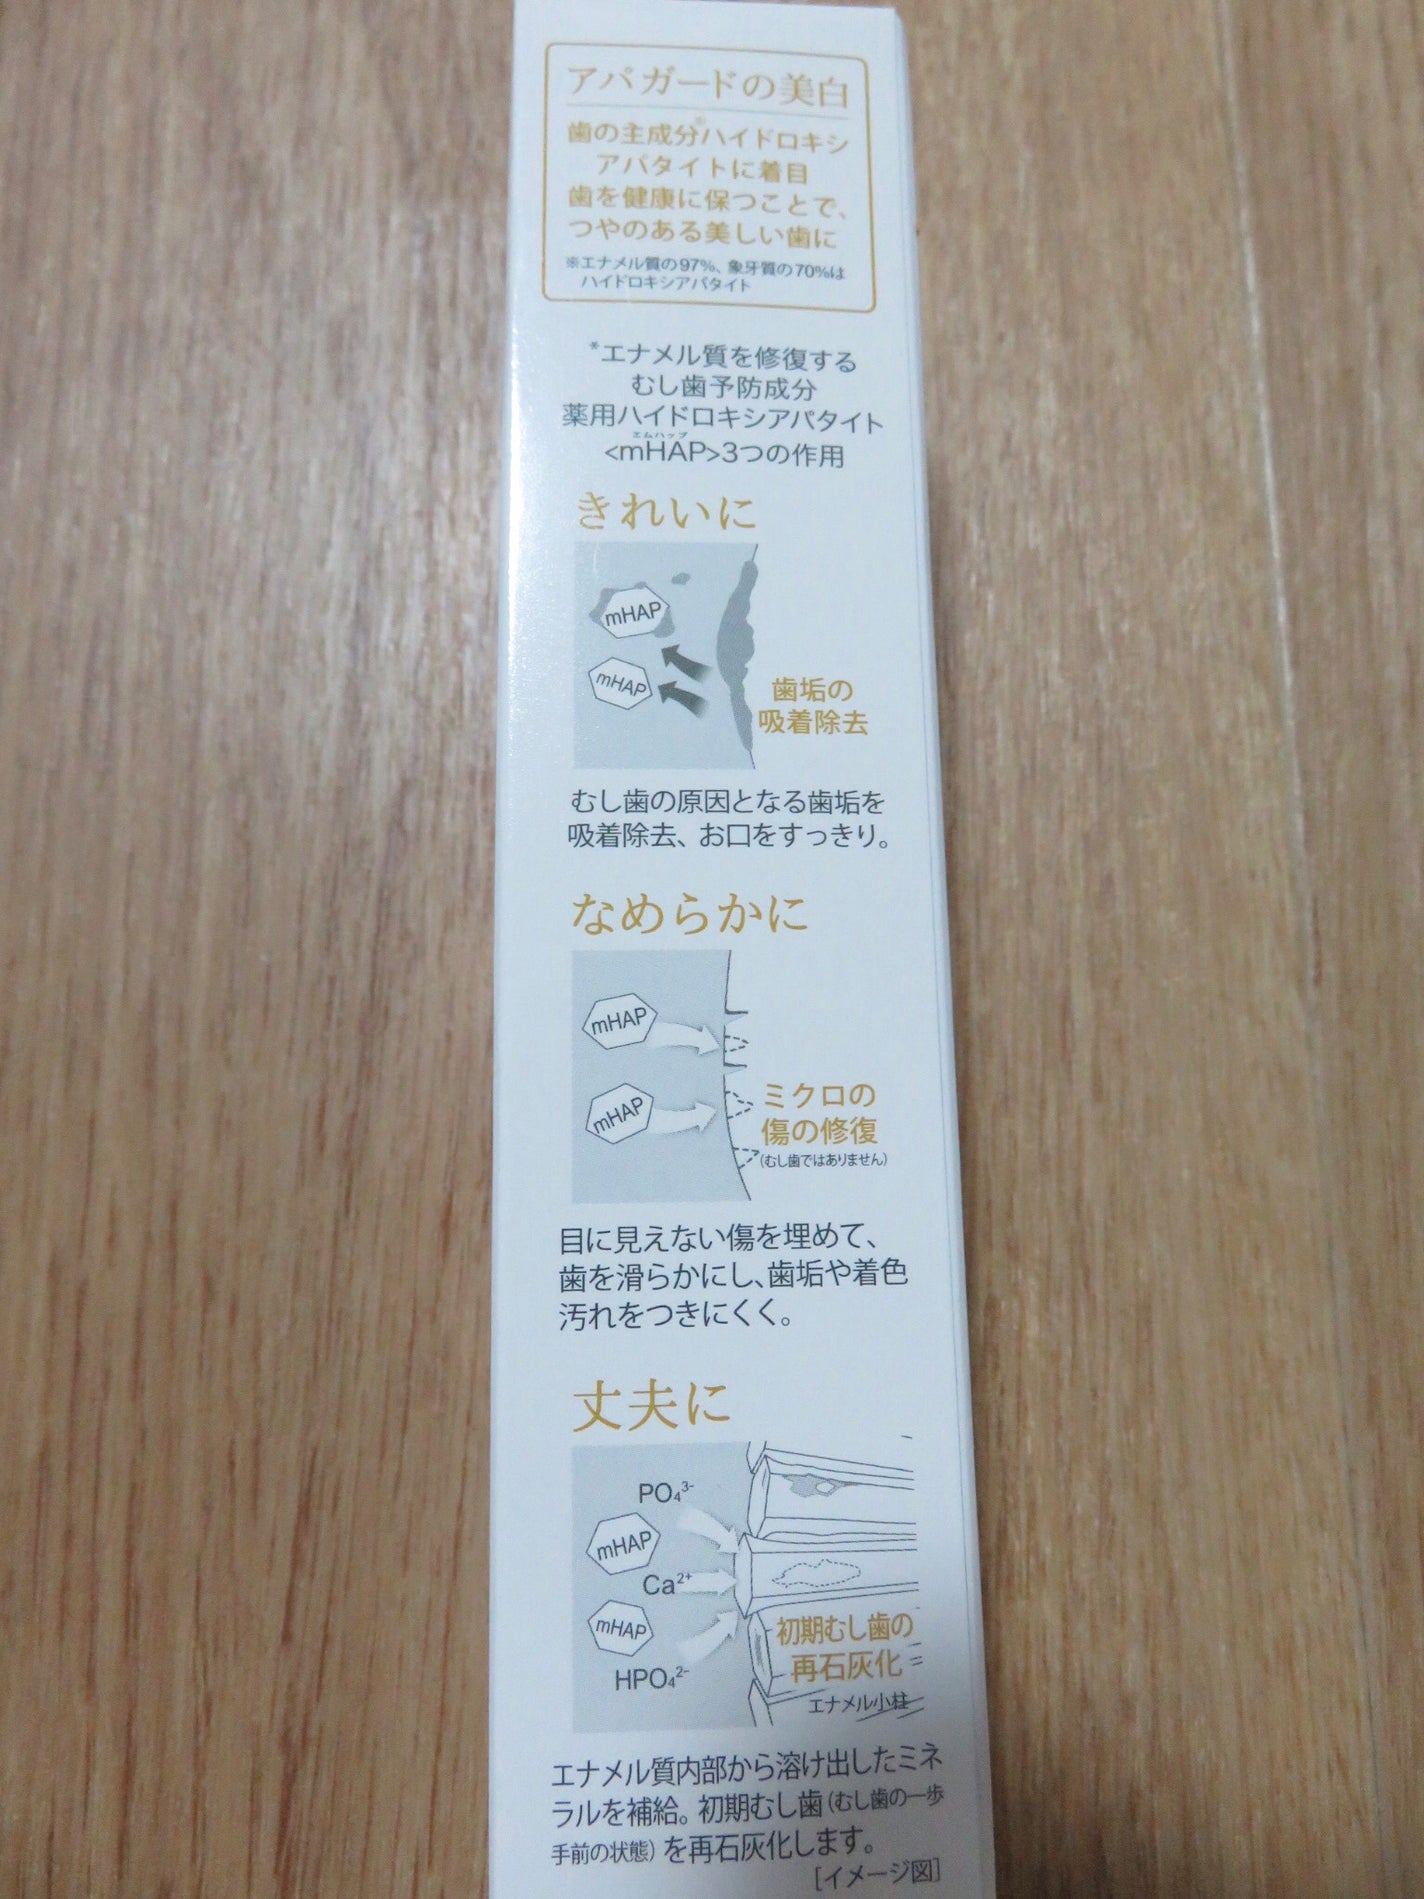 アパガードの美白
歯の主成分※ハイドロキシ
アパタイトに着目
歯を健康に保つことで、
つやのある美しい歯に
※エナメル質の97%、象牙質の70%は
ハイドロキシアパタイト
*エナメル質を修復する
むし歯予防成分
薬用ハイドロキシアパタイト
エムハップ
<mHAP>3つの作用
きれいに
mHAP
mHAP
歯垢の
吸着除去
むし歯の原因となる歯垢を
吸着除去、お口をすっきり。
なめらかに
mHAP
mHAP
ミクロの
傷の修復
(むし歯ではありません)
目に見えない傷を埋めて、
歯を滑らかにし、歯垢や着色
汚れをつきにくく。
丈夫に
PO₄³⁻
mHAP
Ca²⁺
mHAP
HPO₄²⁻
初期むし歯の
再石灰化
エナメル小柱
エナメル質内部から溶け出したミネ
ラルを補給。初期むし歯(むし歯の一歩
手前の状態)を再石灰化します。
[イメージ図]